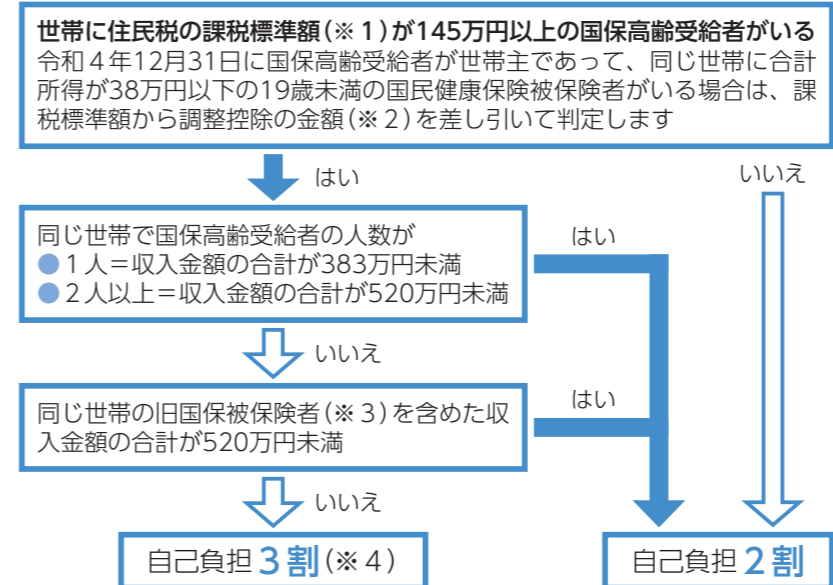 世帯に住民税の課税標準額(※1)が145万円以上の国保高齢受給者がいる
令和4年12月31日に国保高齢受給者が世帯主であって、同じ世帯に合計
所得が38万円以下の19歳未満の国民健康保険被保険者がいる場合は、課
税標準額から調整控除の金額(※2)を差し引いて判定します
はい
いいえ
同じ世帯で国保高齢受給者の人数が
●1人＝収入金額の合計が383万円未満
●2人以上＝収入金額の合計が520万円未満
はい
いいえ
同じ世帯の旧国保被保険者(※3)を含めた収
入金額の合計が520万円未満
はい
いいえ
自己負担3割(※4)
自己負担2割